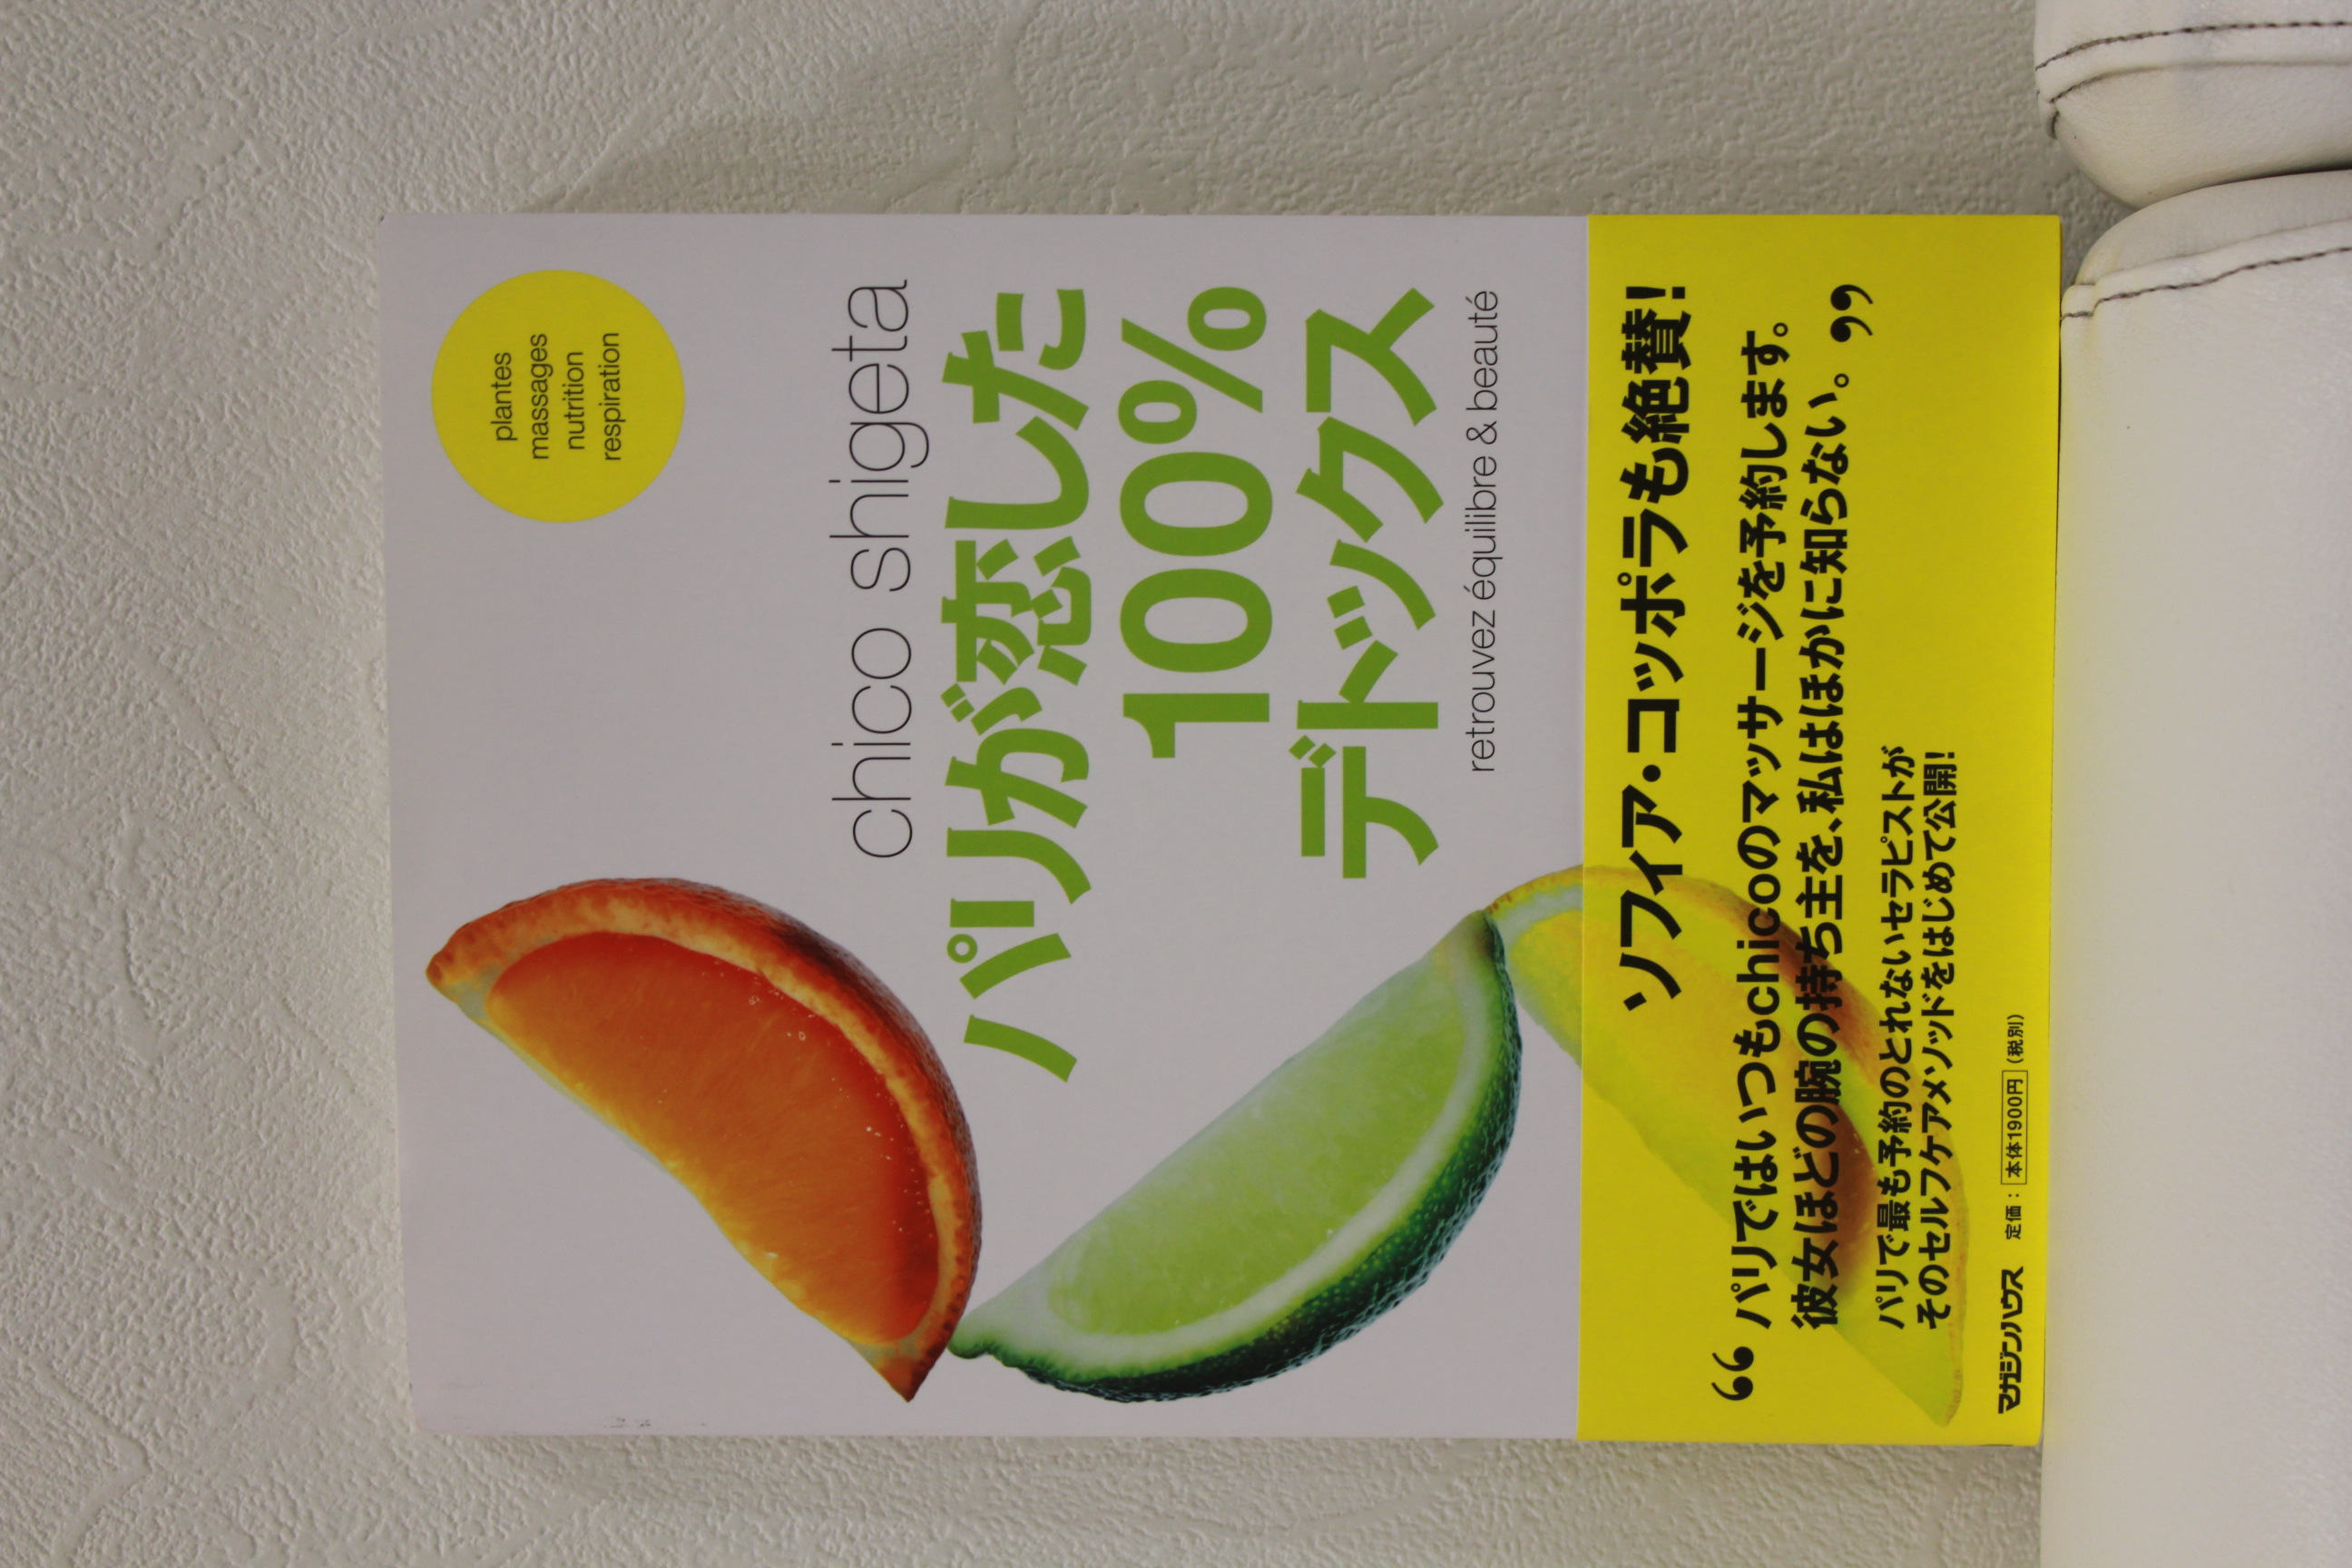 plantes
massages
nutrition
respiration
chico shigeta
パリが恋した
100%
デトックス
retrouvez équilibre & beauté
ソフィア・コッポラも絶賛!
“ パリではいつもchicoのマッサージを予約します。
彼女ほどの腕の持ち主を、私はほかに知らない。”
パリで最も予約のとれないセラピストが
そのセルフケアメソッドをはじめて公開!
マガジンハウス 定価：本体1900円（税別）